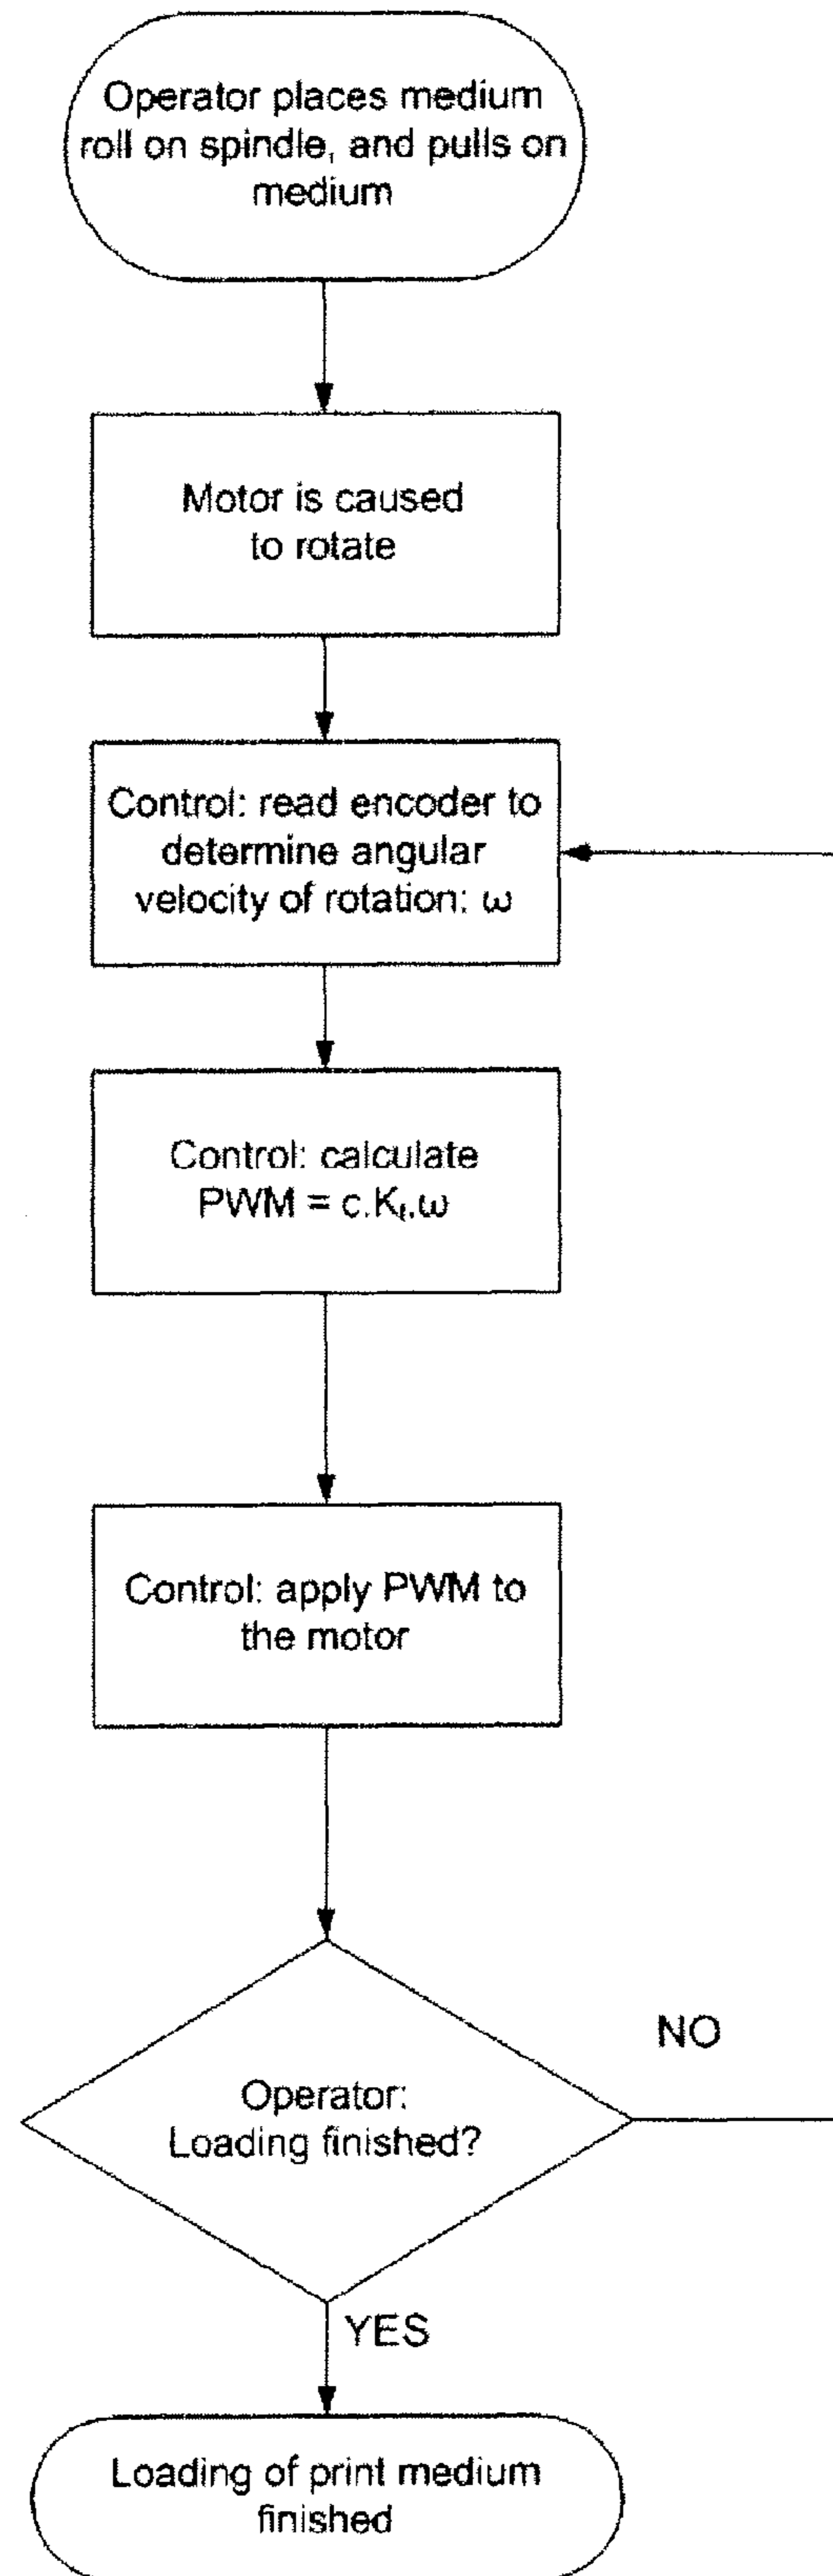 Operator places medium
roll on spindle, and pulls on
medium
Motor is caused
to rotate
Control: read encoder to
determine angular
velocity of rotation: ω
Control: calculate
PWM = c.Kₜ.ω
Control: apply PWM to
the motor
Operator:
Loading finished?
NO
YES
Loading of print medium
finished